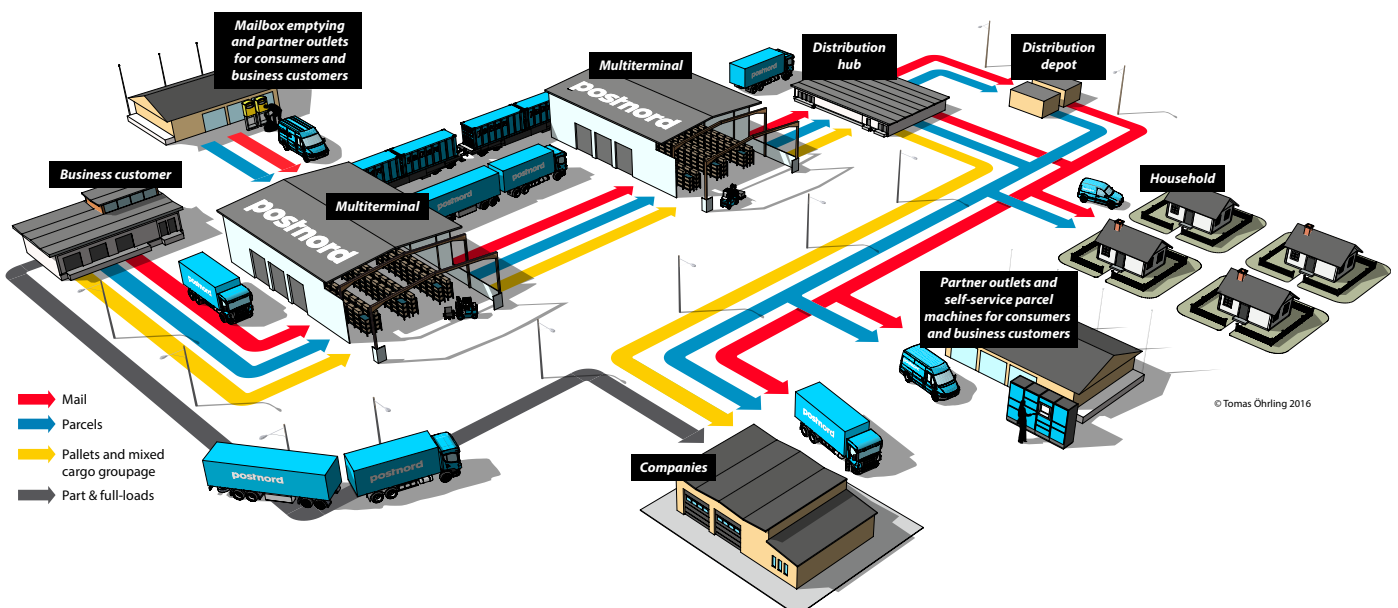 Mailbox emptying
and partner outlets
for consumers and
business customers
Multiterminal
Distribution
hub
Distribution
depot
postnord
postnord
postnord
Business customer
Multiterminal
postnord
postnord
postnord
postnord
Household
Partner outlets and
self-service parcel
machines for consumers
and business customers
Mail
Parcels
Pallets and mixed
cargo groupage
Part & full-loads
postnord
postnord
postnord
Companies
© Tomas Öhrling 2016